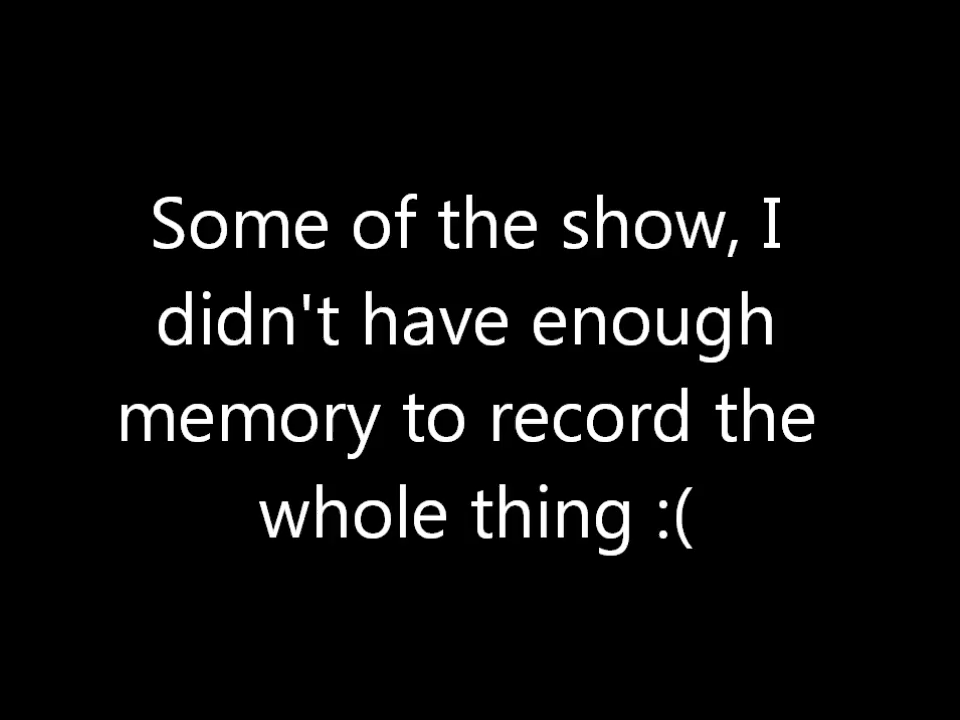 Some of the show, I
didn't have enough
memory to record the
whole thing :(